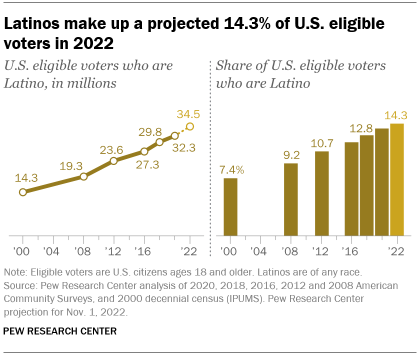 Latinos make up a projected 14.3% of U.S. eligible
voters in 2022
U.S. eligible voters who are
Latino, in millions
14.3
19.3
23.6
27.3
29.8
32.3
34.5
'00
'04
'08
'12
'16
'22
Share of U.S. eligible voters
who are Latino
7.4%
9.2
10.7
12.8
14.3
'00
'04
'08
'12
'16
'22
Note: Eligible voters are U.S. citizens ages 18 and older. Latinos are of any race.
Source: Pew Research Center analysis of 2020, 2018, 2016, 2012 and 2008 American
Community Surveys, and 2000 decennial census (IPUMS). Pew Research Center
projection for Nov. 1, 2022.
PEW RESEARCH CENTER